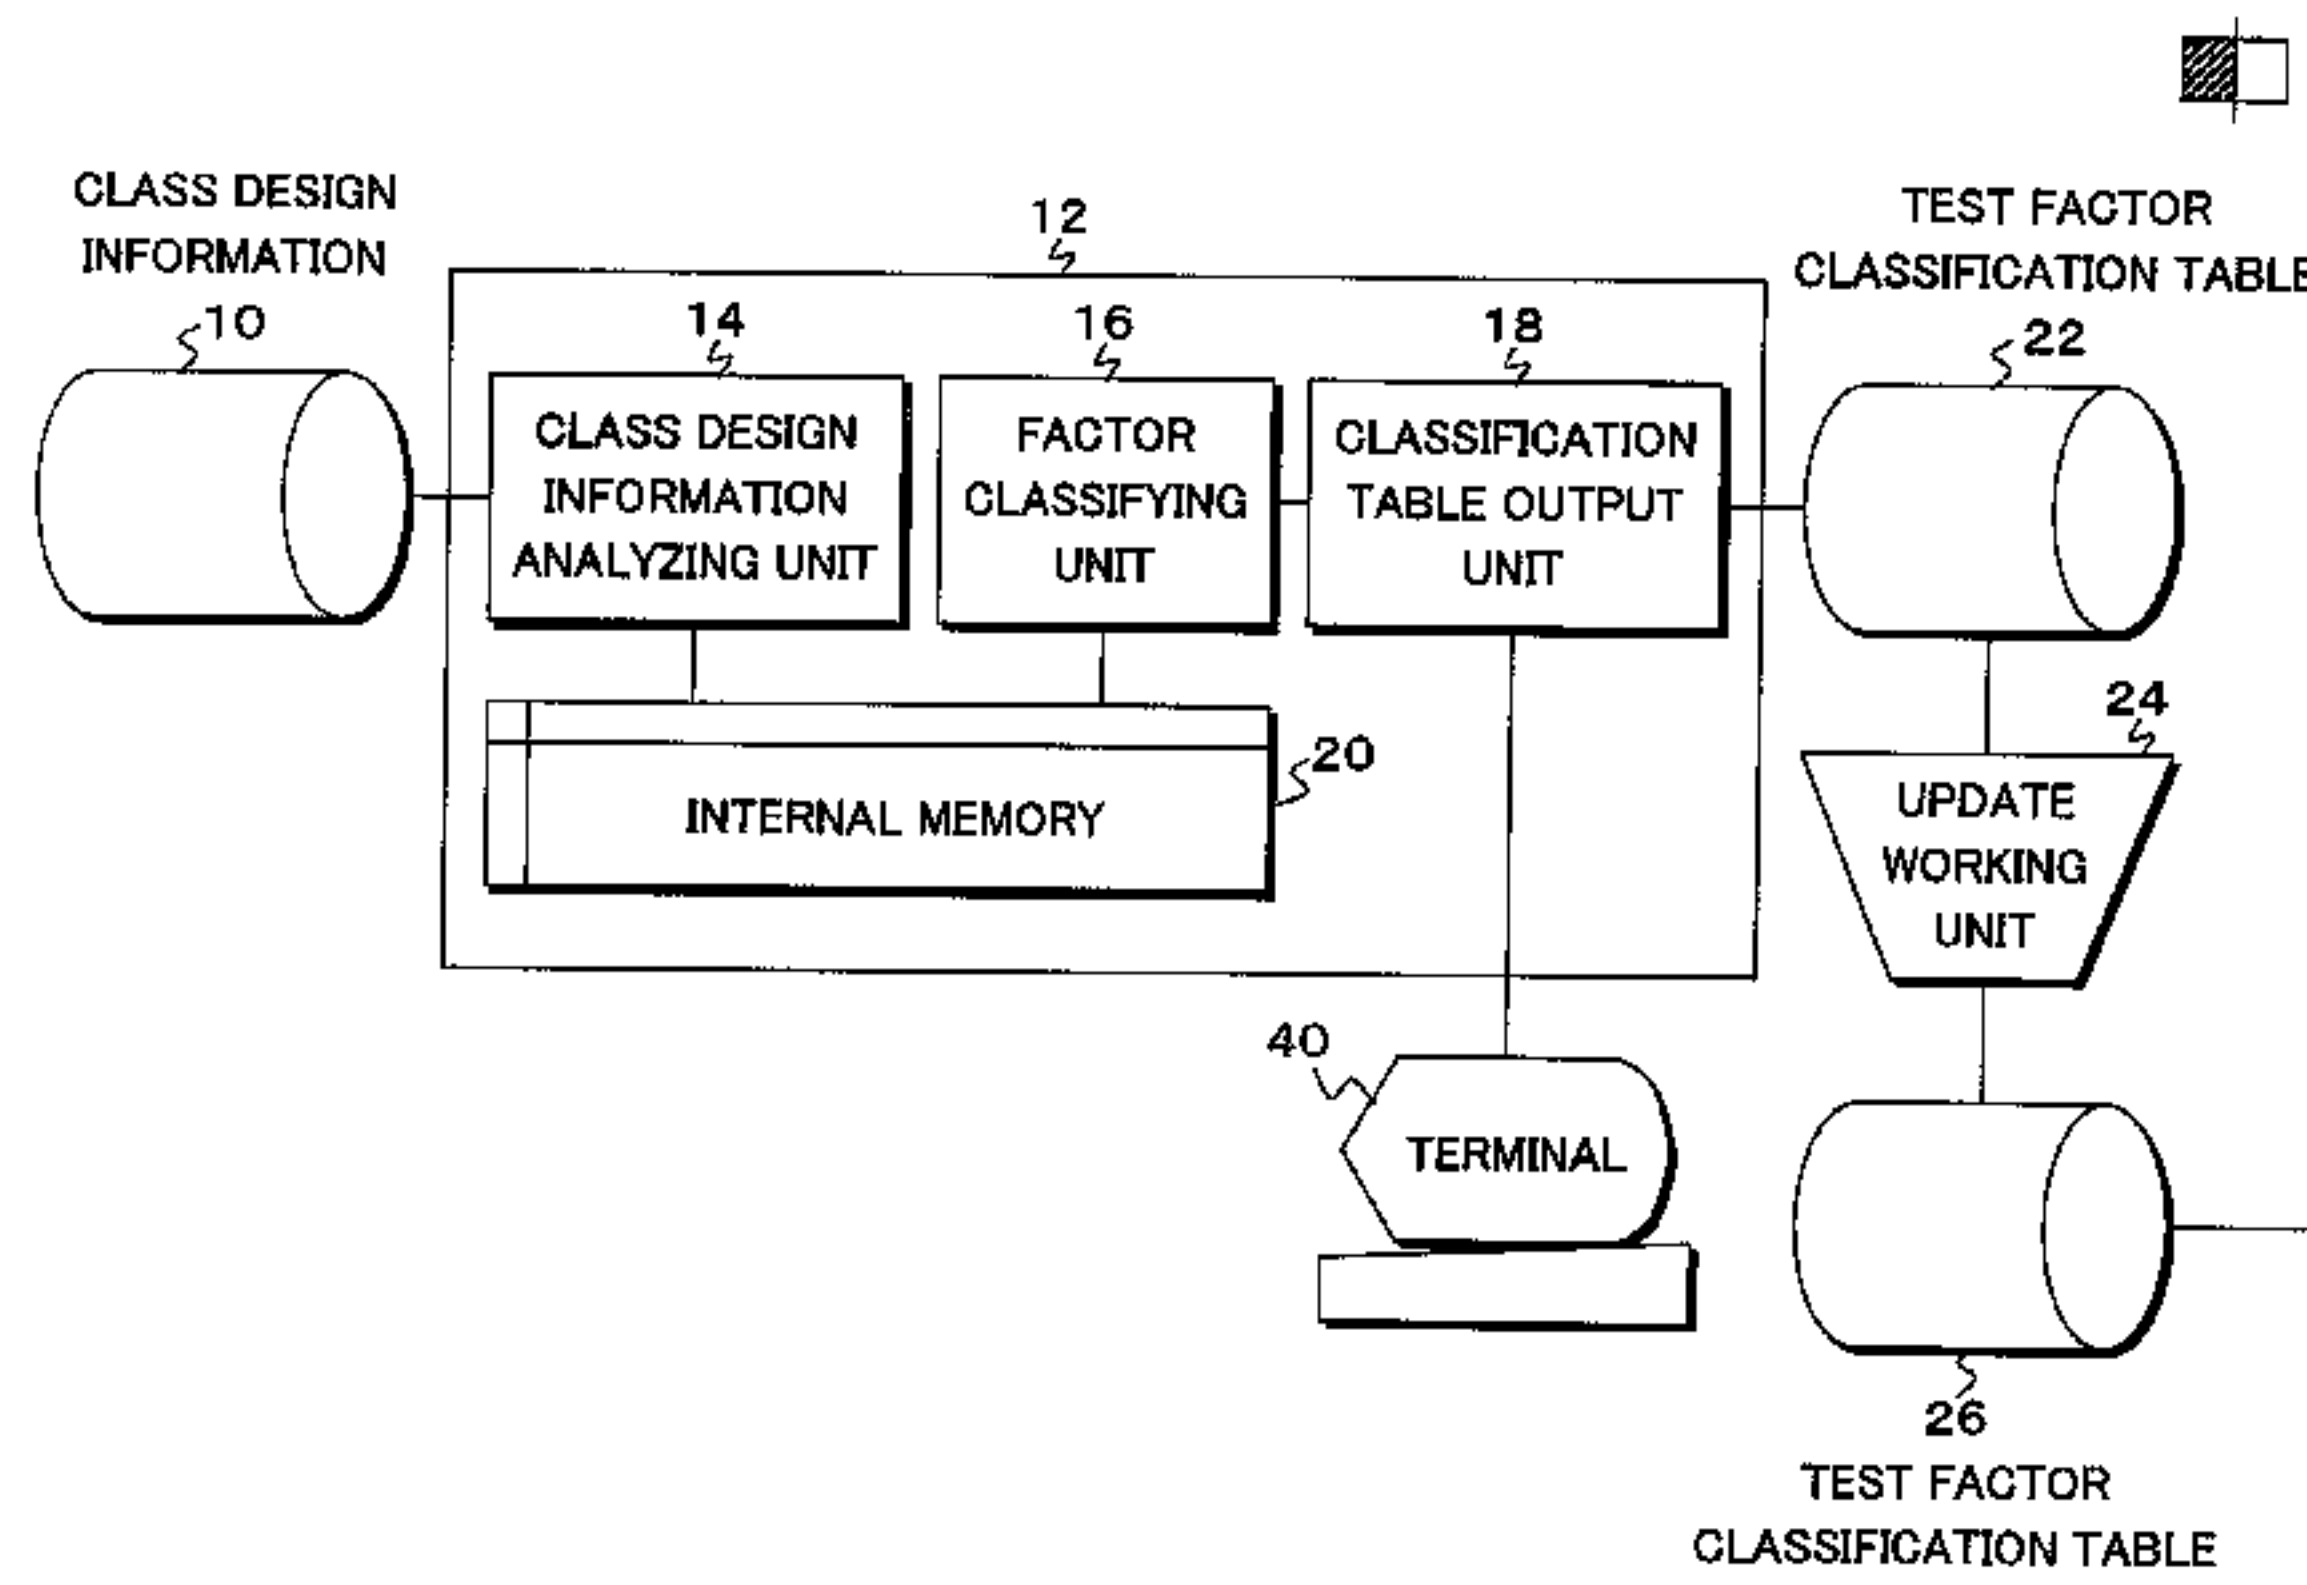 CLASS DESIGN
INFORMATION
10
12
14
CLASS DESIGN
INFORMATION
ANALYZING UNIT
16
FACTOR
CLASSIFYING
UNIT
18
CLASSIFICATION
TABLE OUTPUT
UNIT
INTERNAL MEMORY
20
TEST FACTOR
CLASSIFICATION TABLE
22
24
UPDATE
WORKING
UNIT
40
TERMINAL
26
TEST FACTOR
CLASSIFICATION TABLE